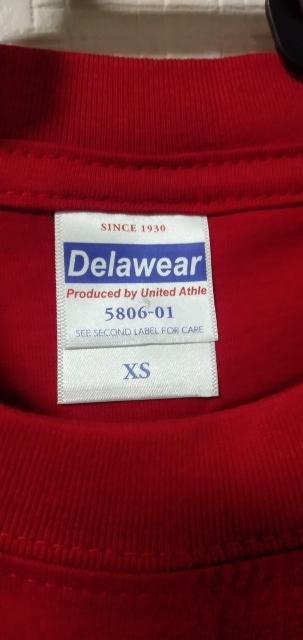 SINCE 1930
Delawear
Produced by United Athle
5806-01
SEE SECOND LABEL FOR CARE
XS